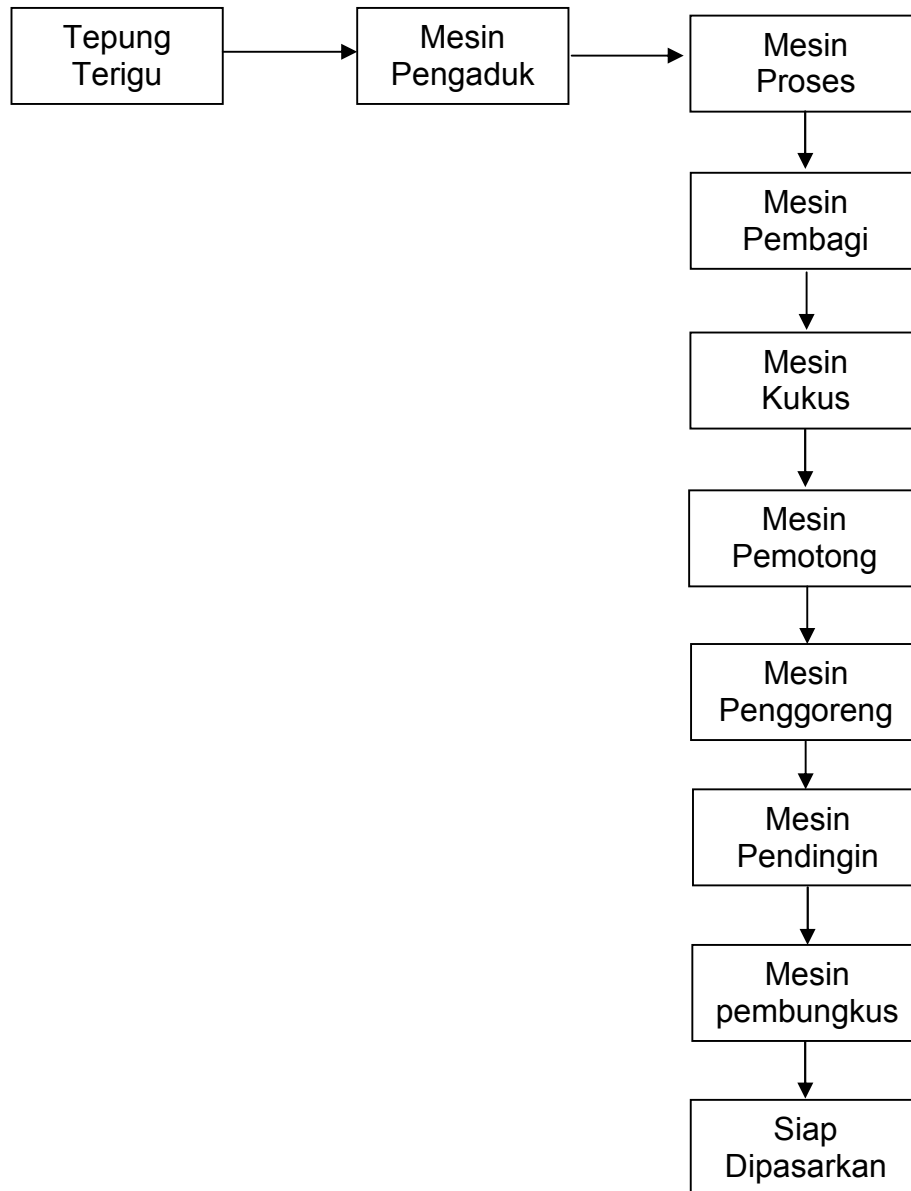 Tepung
Terigu
Mesin
Pengaduk
Mesin
Proses
Mesin
Pembagi
Mesin
Kukus
Mesin
Pemotong
Mesin
Penggoreng
Mesin
Pendingin
Mesin
pembungkus
Siap
Dipasarkan